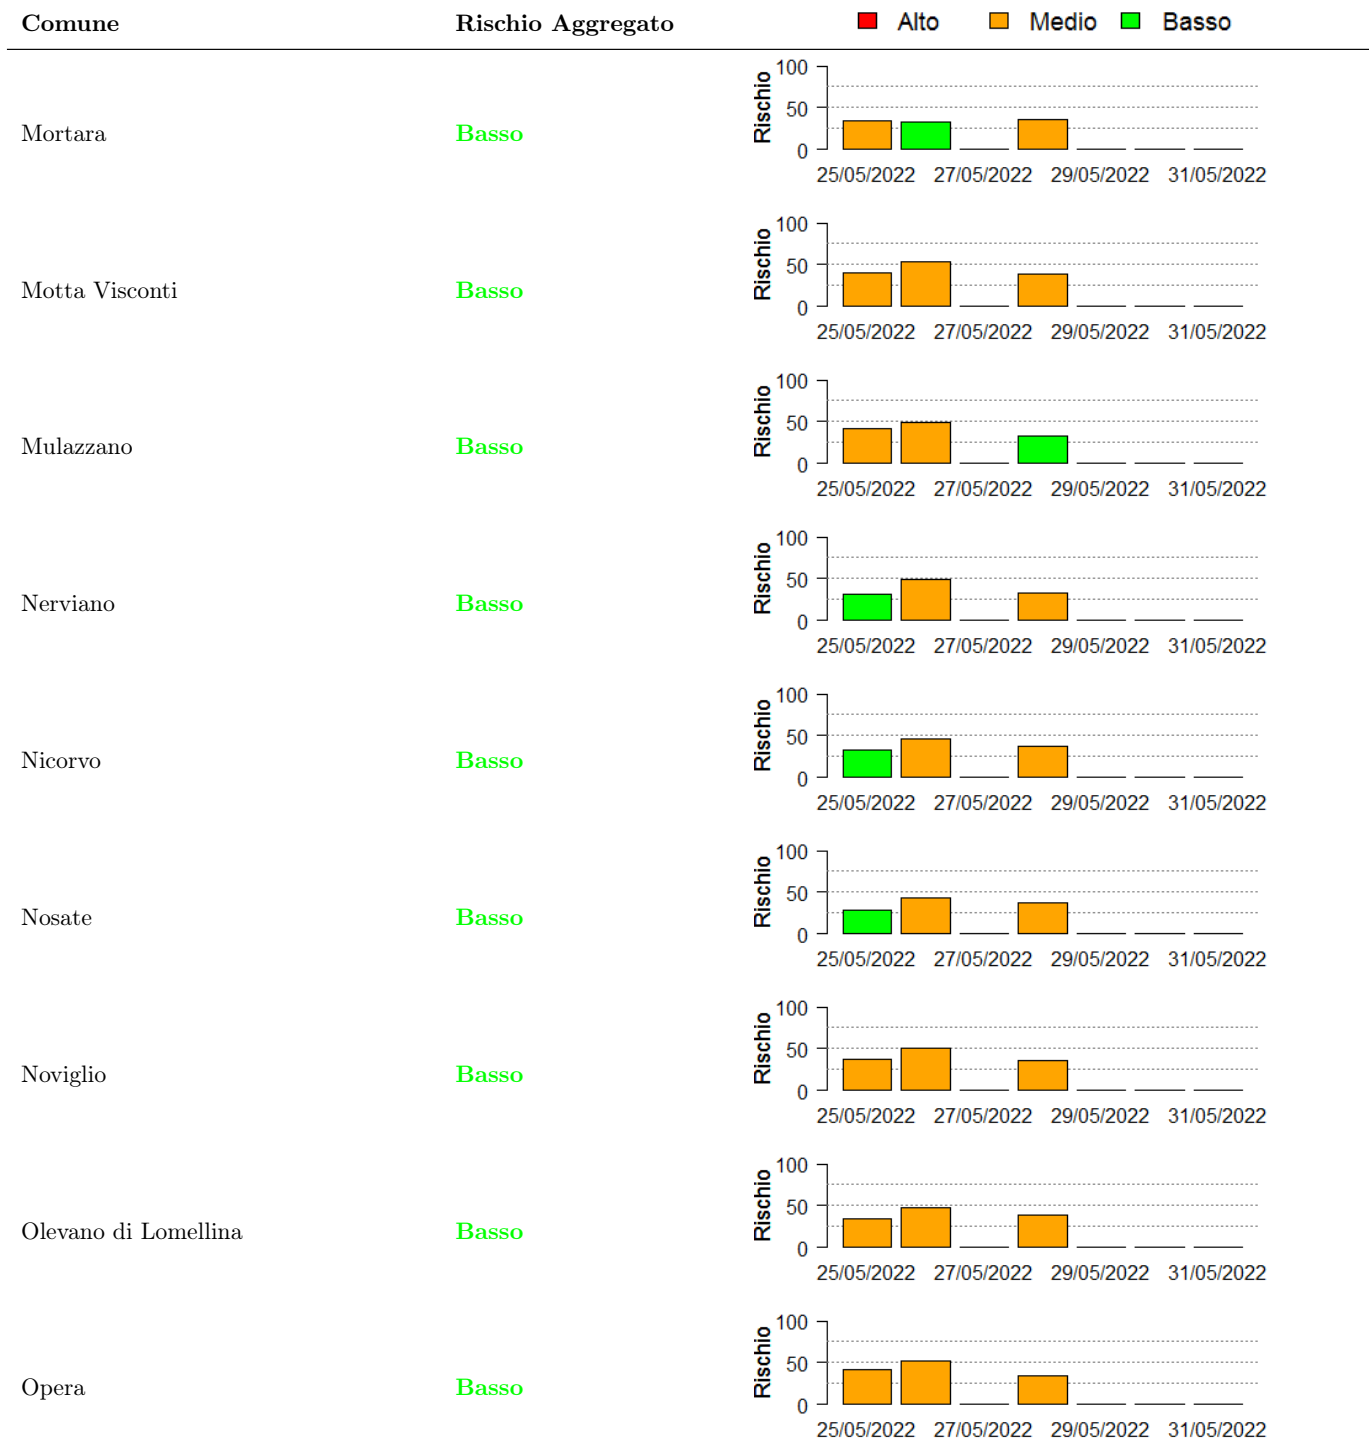 Comune Rischio Aggregato Alto Medio Basso
100
50
0
Rischio
Mortara Basso
25/05/2022 27/05/2022 29/05/2022 31/05/2022
100
50
0
Rischio
Motta Visconti Basso
25/05/2022 27/05/2022 29/05/2022 31/05/2022
100
50
0
Rischio
Mulazzano Basso
25/05/2022 27/05/2022 29/05/2022 31/05/2022
100
50
0
Rischio
Nerviano Basso
25/05/2022 27/05/2022 29/05/2022 31/05/2022
100
50
0
Rischio
Nicorvo Basso
25/05/2022 27/05/2022 29/05/2022 31/05/2022
100
50
0
Rischio
Nosate Basso
25/05/2022 27/05/2022 29/05/2022 31/05/2022
100
50
0
Rischio
Noviglio Basso
25/05/2022 27/05/2022 29/05/2022 31/05/2022
100
50
0
Rischio
Olevano di Lomellina Basso
25/05/2022 27/05/2022 29/05/2022 31/05/2022
100
50
0
Rischio
Opera Basso
25/05/2022 27/05/2022 29/05/2022 31/05/2022